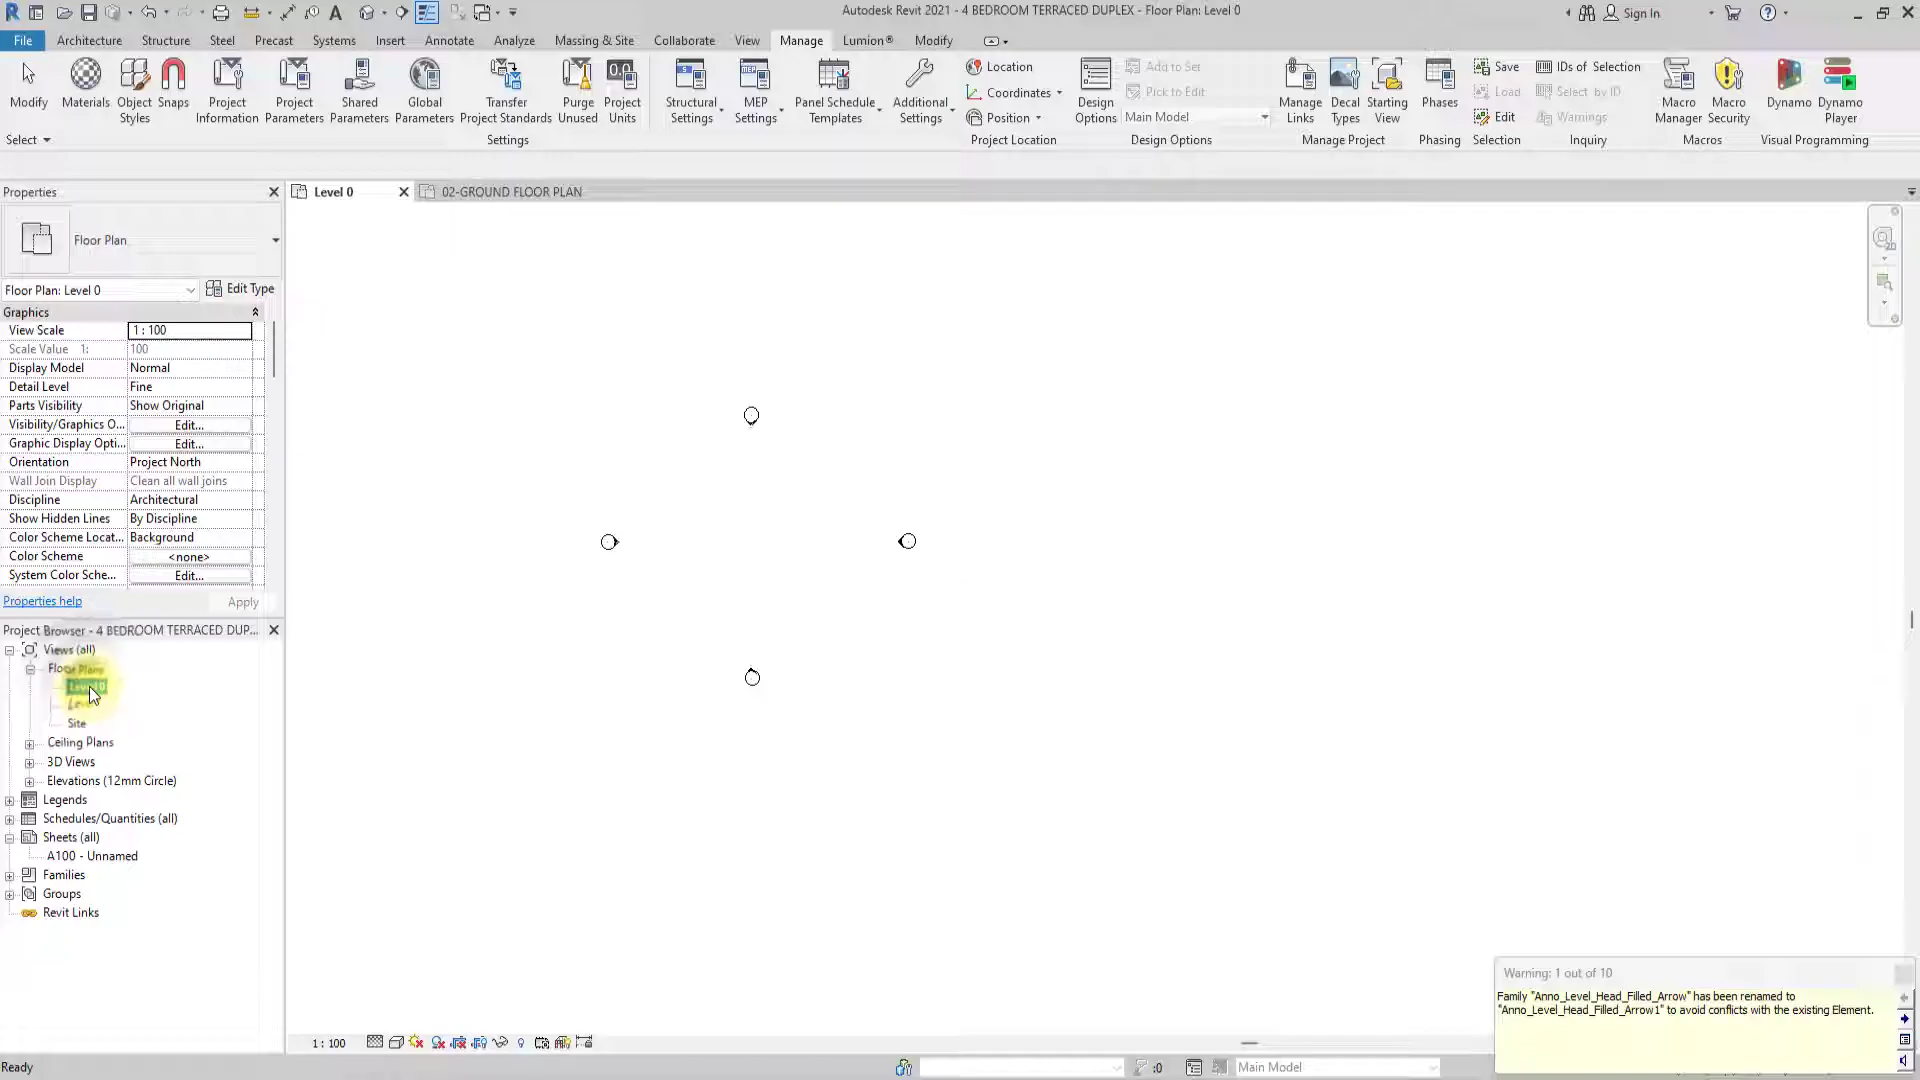 Autodesk Revit 2021 - 4 BEDROOM TERRACED DUPLEX - Floor Plan: Level 0
Sign In
File Architecture Structure Steel Precast Systems Insert Annotate Analyze Massing & Site Collaborate View Manage Lumion® Modify
Modify
Materials
Object Styles
Snaps
Project Information
Project Parameters
Shared Parameters
Global Parameters
Transfer Project Standards
Purge Unused
Project Units
Structural Settings
MEP Settings
Panel Schedule Templates
Additional Settings
Location
Coordinates
Position
Design Options
Add to Set
Pick to Edit
Main Model
Manage Links
Decal Types
Starting View
Phases
Save
Load
Edit
IDs of Selection
Select by ID
Warnings
Macro Manager
Macro Security
Dynamo
Dynamo Player
Select
Settings
Project Location
Design Options
Manage Project
Phasing
Selection
Inquiry
Macros
Visual Programming
Properties
Level 0
02-GROUND FLOOR PLAN
Floor Plan
Floor Plan: Level 0
Edit Type
Graphics
View Scale 1 : 100
Scale Value 1: 100
Display Model Normal
Detail Level Fine
Parts Visibility Show Original
Visibility/Graphics O... Edit...
Graphic Display Opti... Edit...
Orientation Project North
Wall Join Display Clean all wall joins
Discipline Architectural
Show Hidden Lines By Discipline
Color Scheme Locat... Background
Color Scheme <none>
System Color Sche... Edit...
Properties help
Apply
Project Browser - 4 BEDROOM TERRACED DUP...
Views (all)
Floor Plans
Level 0
Site
Ceiling Plans
3D Views
Elevations (12mm Circle)
Legends
Schedules/Quantities (all)
Sheets (all)
A100 - Unnamed
Families
Groups
Revit Links
1 : 100
Warning: 1 out of 10
Family "Anno_Level_Head_Filled_Arrow" has been renamed to
"Anno_Level_Head_Filled_Arrow1" to avoid conflicts with the existing Element.
Ready
:0
Main Model